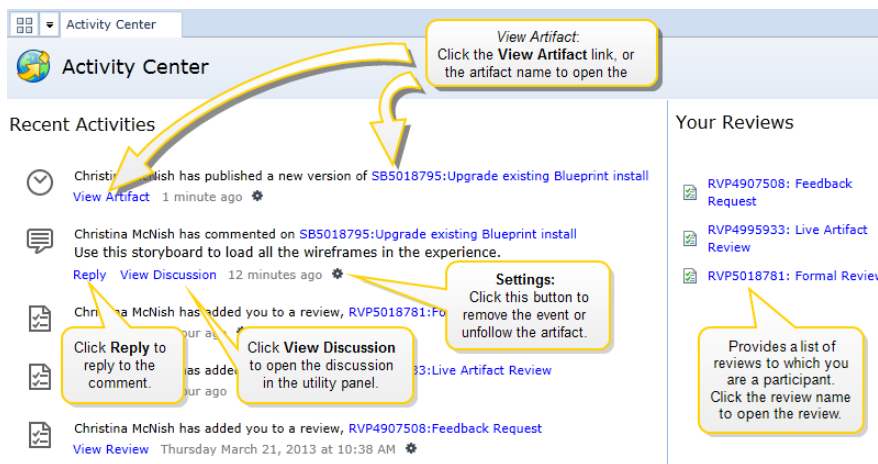 Activity Center
Activity Center
View Artifact:
Click the View Artifact link, or
the artifact name to open the
Recent Activities
Christina McNish has published a new version of SB5018795:Upgrade existing Blueprint install
View Artifact 1 minute ago
Christina McNish has commented on SB5018795:Upgrade existing Blueprint install
Use this storyboard to load all the wireframes in the experience.
Reply View Discussion 12 minutes ago
Settings:
Click this button to
remove the event or
unfollow the artifact.
Christina McNish has added you to a review, RVP5018781:Fo
our ago
Click Reply to
reply to the
comment.
Click View Discussion
to open the discussion
in the utility panel.
has adde 33:Live Artifact Review
our ago
Christina McNish has added you to a review, RVP4907508:Feedback Request
View Review Thursday March 21, 2013 at 10:38 AM
Your Reviews
RVP4907508: Feedback
Request
RVP4995933: Live Artifact
Review
RVP5018781: Formal Review
Provides a list of
reviews to which you
are a participant.
Click the review name
to open the review.